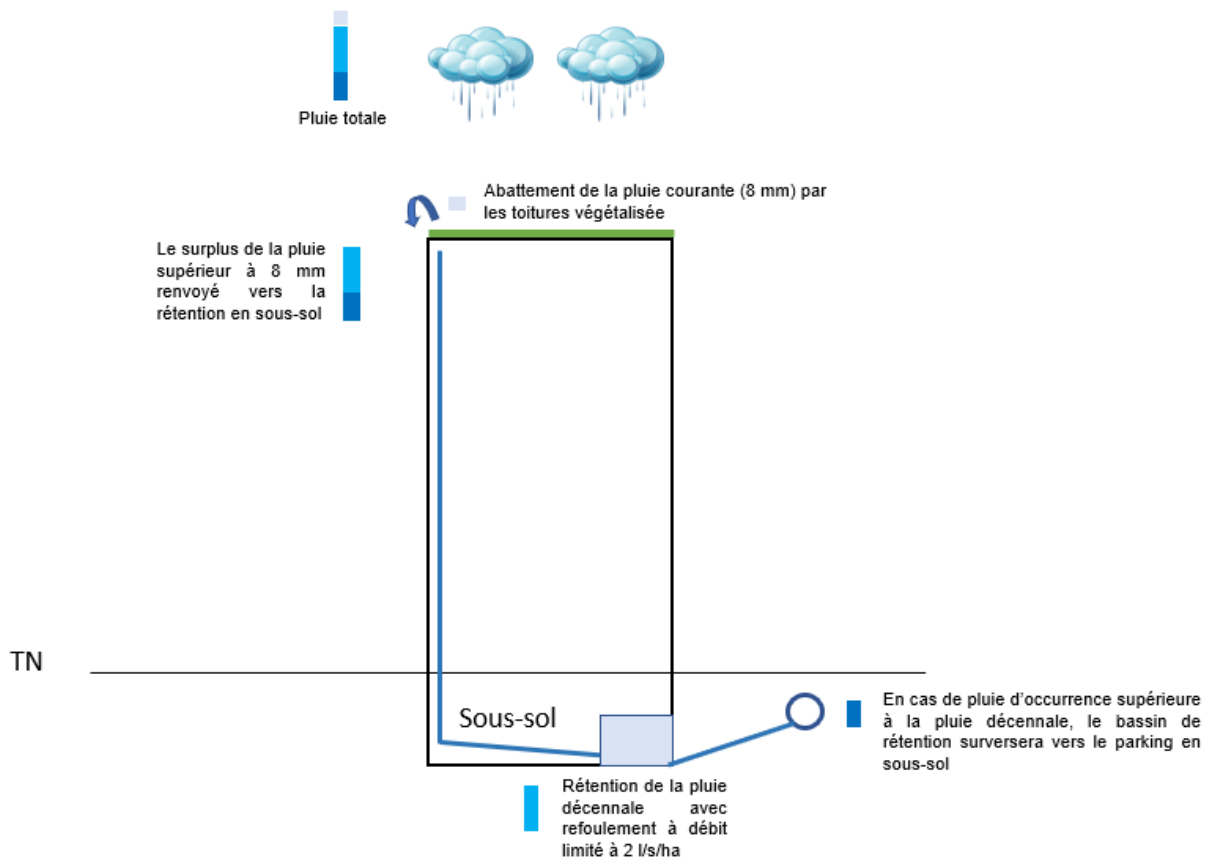 Pluie totale
Abattement de la pluie courante (8 mm) par
les toitures végétalisée
Le surplus de la pluie
supérieur à 8 mm
renvoyé vers la
rétention en sous-sol
TN
Sous-sol
En cas de pluie d’occurrence supérieure
à la pluie décennale, le bassin de
rétention surversera vers le parking en
sous-sol
Rétention de la pluie
décennale avec
refoulement à débit
limité à 2 l/s/ha